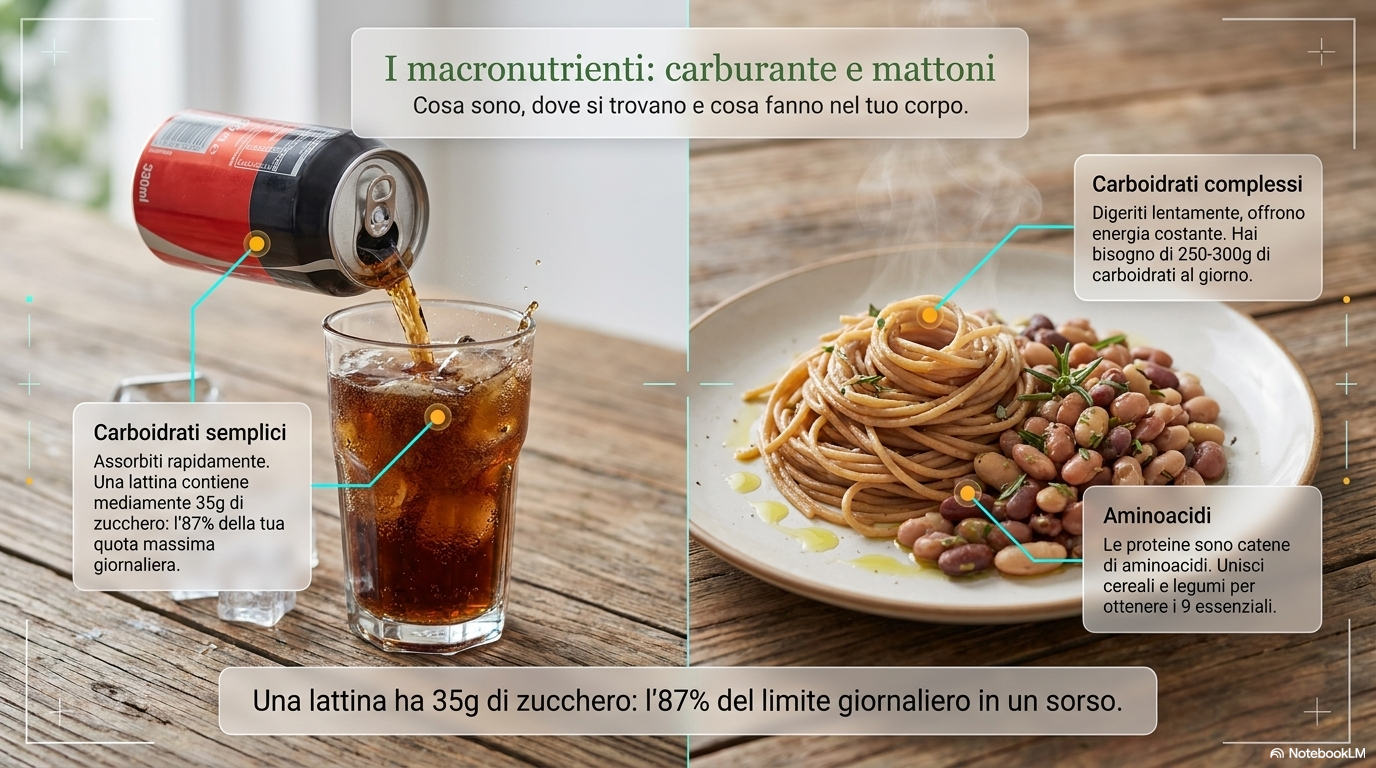 I macronutrienti: carburante e mattoni
Cosa sono, dove si trovano e cosa fanno nel tuo corpo.
330ml
Carboidrati semplici
Assorbiti rapidamente.
Una lattina contiene
mediamente 35g di
zucchero: l'87% della tua
quota massima
giornaliera.
Carboidrati complessi
Digeriti lentamente, offrono
energia costante. Hai
bisogno di 250-300g di
carboidrati al giorno.
Aminoacidi
Le proteine sono catene
di aminoacidi. Unisci
cereali e legumi per
ottenere i 9 essenziali.
Una lattina ha 35g di zucchero: l'87% del limite giornaliero in un sorso.
NotebookLM